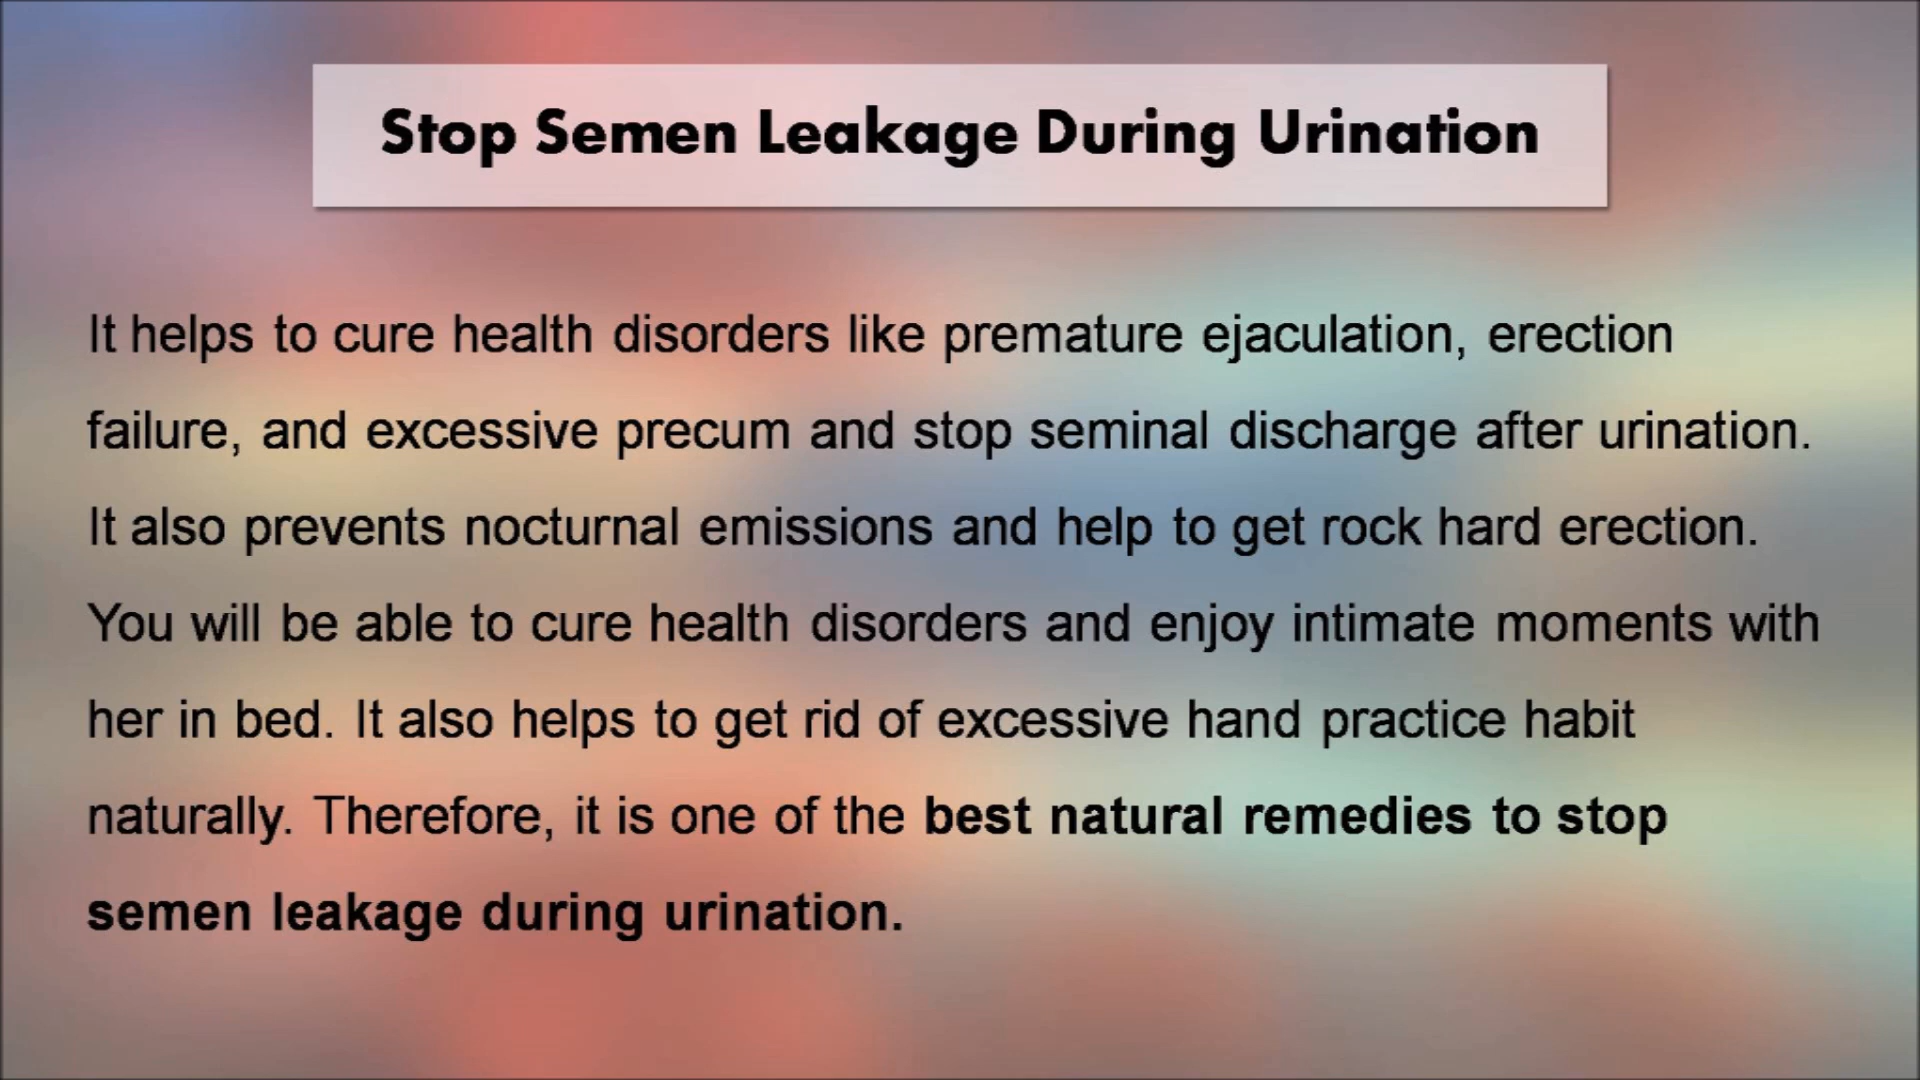 Stop Semen Leakage During Urination
It helps to cure health disorders like premature ejaculation, erection
failure, and excessive precum and stop seminal discharge after urination.
It also prevents nocturnal emissions and help to get rock hard erection.
You will be able to cure health disorders and enjoy intimate moments with
her in bed. It also helps to get rid of excessive hand practice habit
naturally. Therefore, it is one of the best natural remedies to stop
semen leakage during urination.